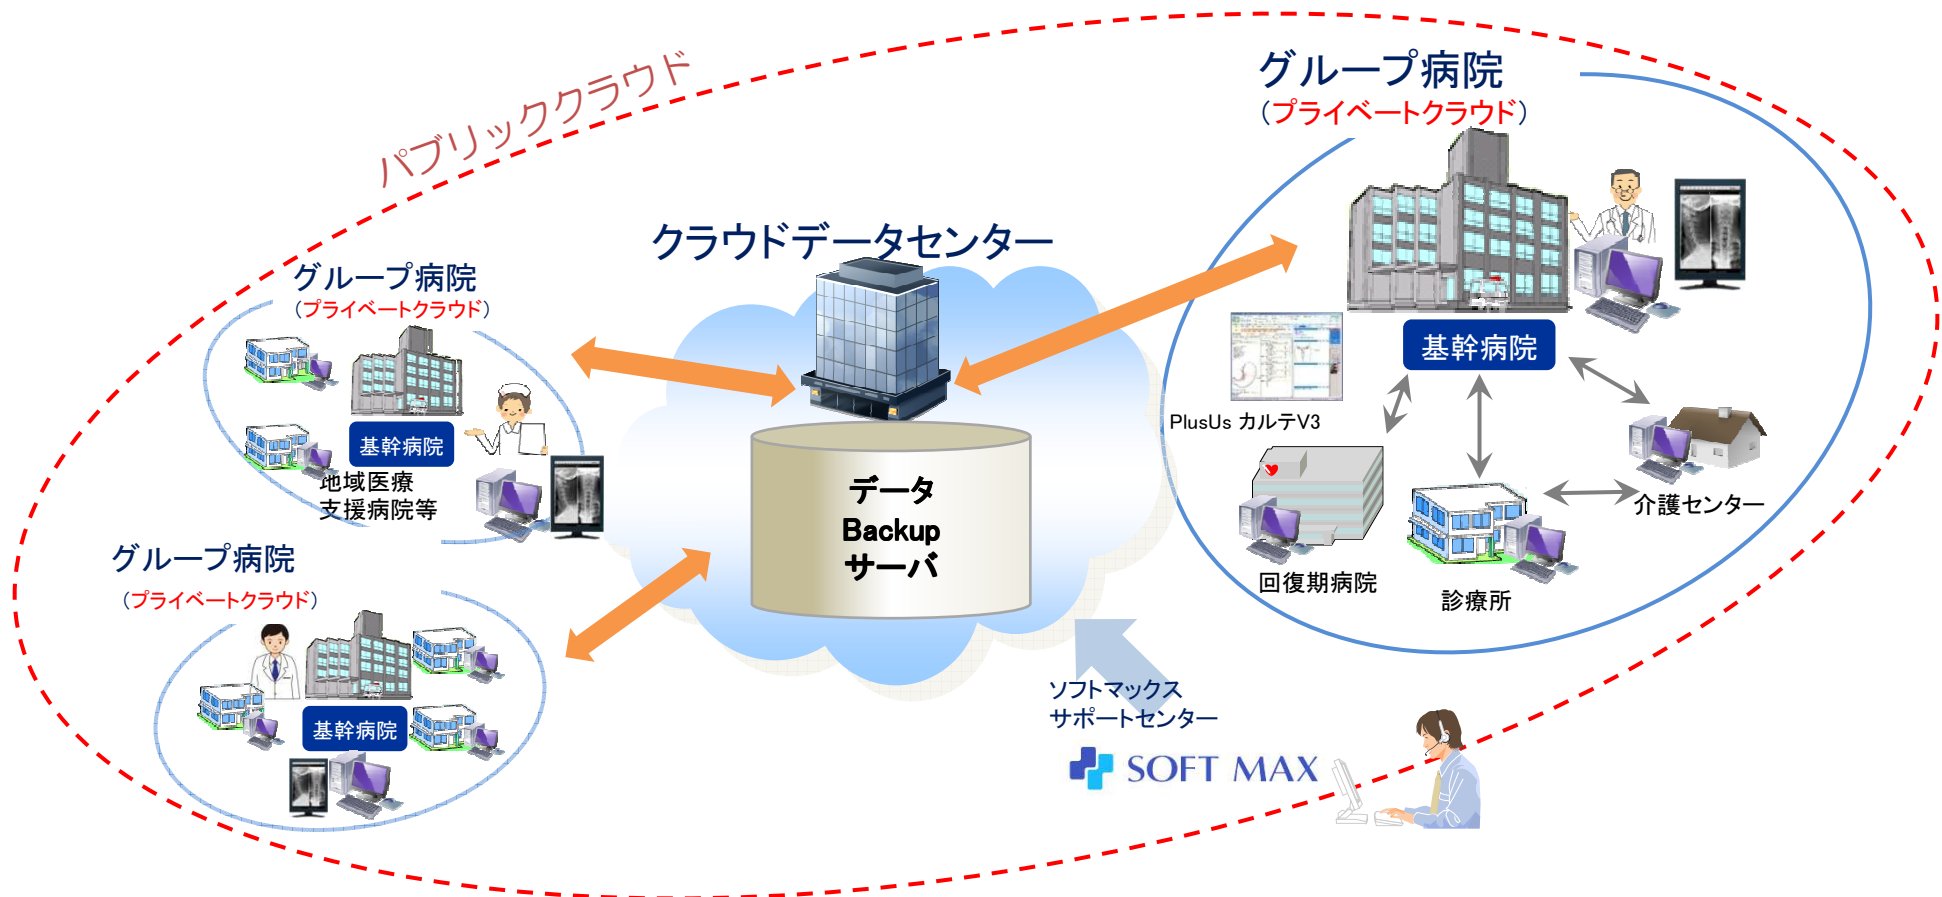 パブリッククラウド
グループ病院
（プライベートクラウド）
クラウドデータセンター
グループ病院
（プライベートクラウド）
基幹病院
PlusUs カルテV3
基幹病院
地域医療
支援病院等
データ
Backup
サーバ
介護センター
グループ病院
（プライベートクラウド）
回復期病院
診療所
ソフトマックス
サポートセンター
基幹病院
SOFT MAX